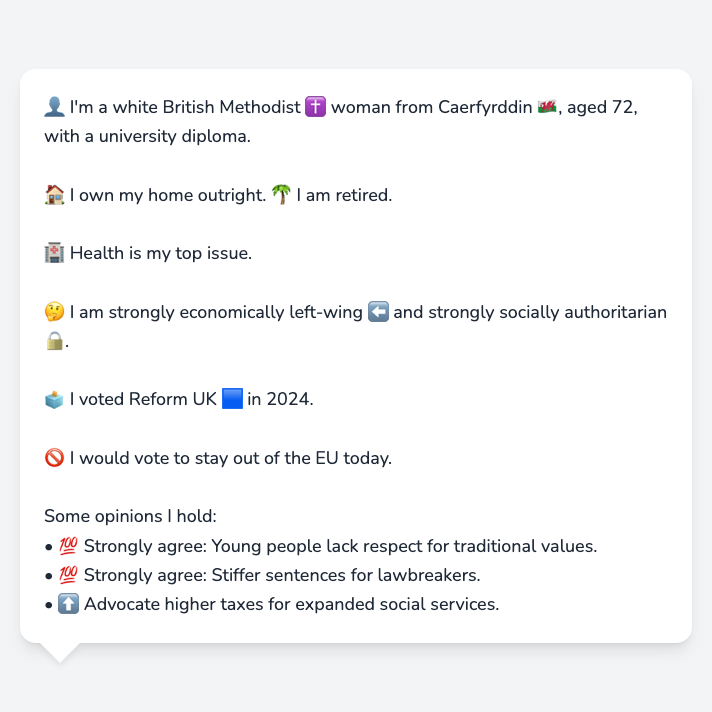 👤 I'm a white British Methodist ✝️ woman from Caerfyrddin 🏴󠁧󠁢󠁷󠁬󠁳󠁿, aged 72,
with a university diploma.
🏠 I own my home outright. 🌴 I am retired.
🏥 Health is my top issue.
🤔 I am strongly economically left-wing ⬅️ and strongly socially authoritarian
🔒.
🗳️ I voted Reform UK 🟦 in 2024.
🚫 I would vote to stay out of the EU today.
Some opinions I hold:
• 💯 Strongly agree: Young people lack respect for traditional values.
• 💯 Strongly agree: Stiffer sentences for lawbreakers.
• ⬆️ Advocate higher taxes for expanded social services.